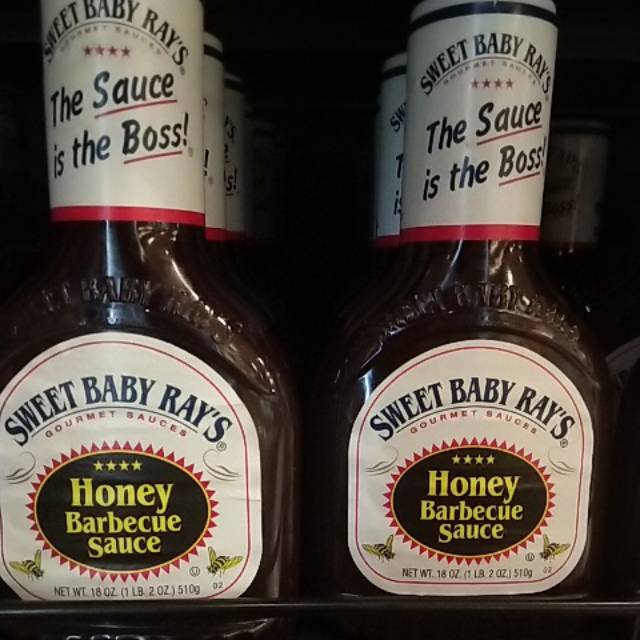 SWEET BABY RAY'S
GOURMET SAUCES
The Sauce
is the Boss!
SWEET BABY RAY'S
GOURMET SAUCES®
Honey
Barbecue
Sauce
U
02
NET WT. 18 OZ. (1 LB. 2 OZ.) 510g
SWEET BABY RAY'S
GOURMET SAUCES
The Sauce
is the Boss!
SWEET BABY RAY'S
GOURMET SAUCES®
Honey
Barbecue
Sauce
U
02
NET WT. 18 OZ. (1 LB. 2 OZ.) 510g